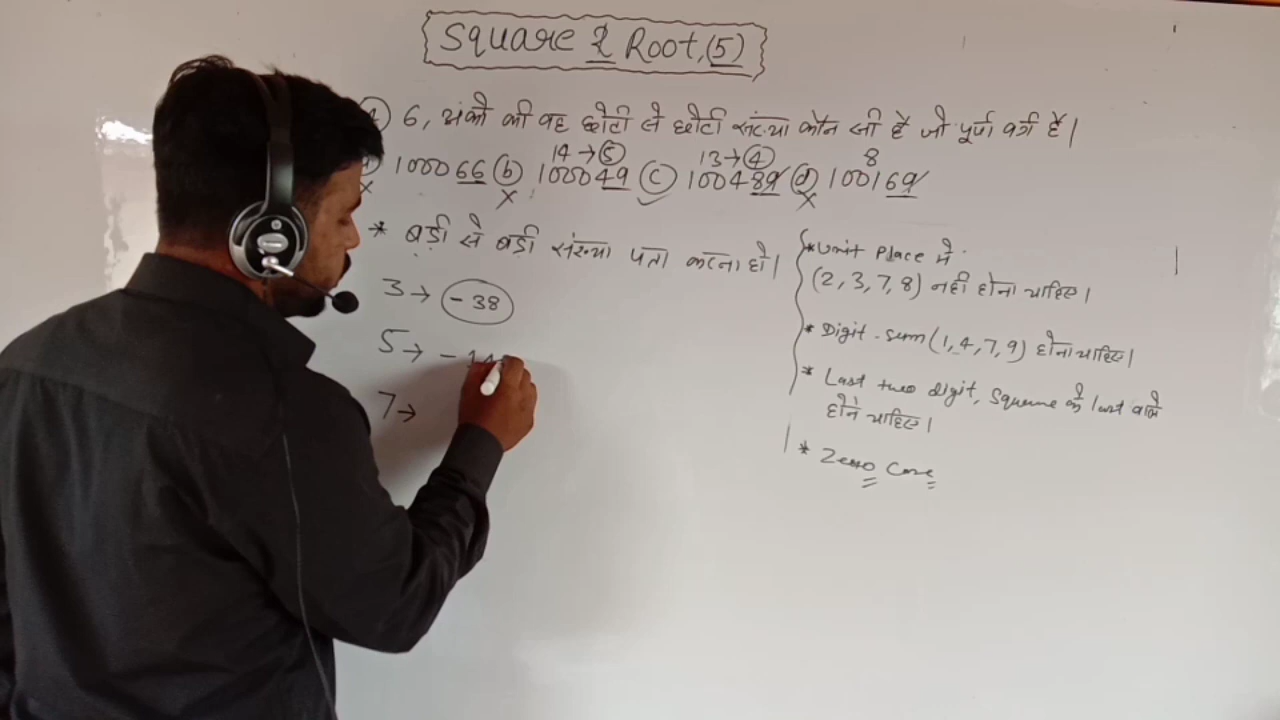 Square & Root, (5)
Q) 6, अंको की वह छोटी से छोटी संख्या कौन सी है जो पूर्ण वर्ग है।
14 → 5 13 → 4 8
100066 (b) 100049 (c) 100489 (d) 100169
x x ✓ x
* बड़ी से बड़ी संख्या पता करना हो।
3 → - 38
5 → - 14
7 →
* Unit Place में
(2, 3, 7, 8) नही होना चाहिए।
* Digit-Sum (1, 4, 7, 9) होना चाहिए।
* Last two digit, Square के last वाले
होने चाहिए।
* Zero